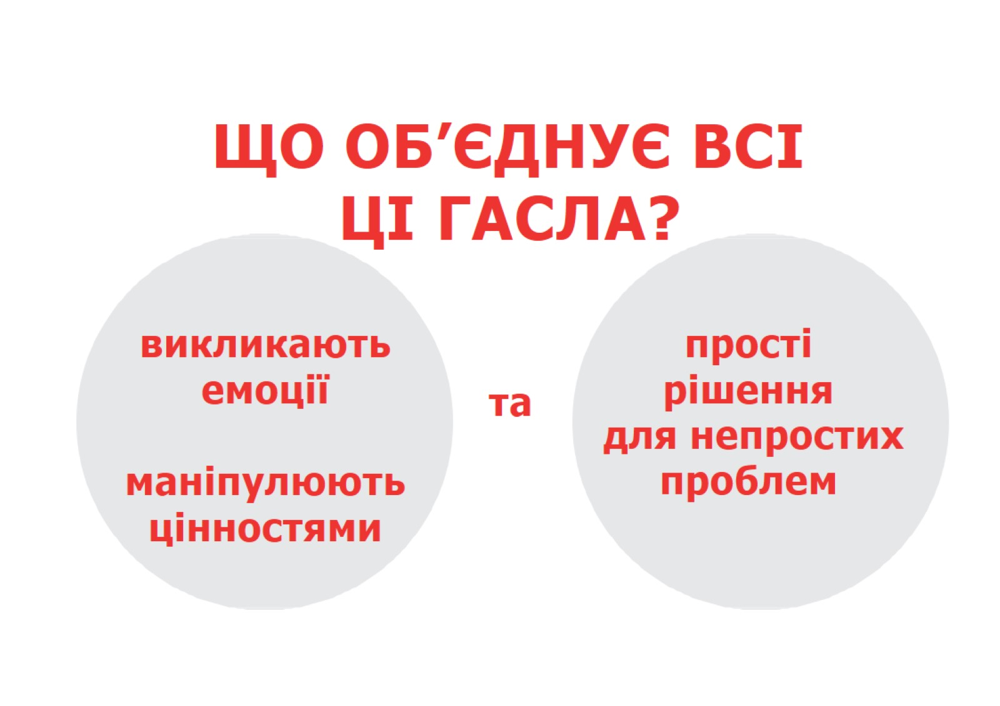 ЩО ОБ’ЄДНУЄ ВСІ
ЦІ ГАСЛА?
викликають
емоції
маніпулюють
цінностями
та
прості
рішення
для непростих
проблем